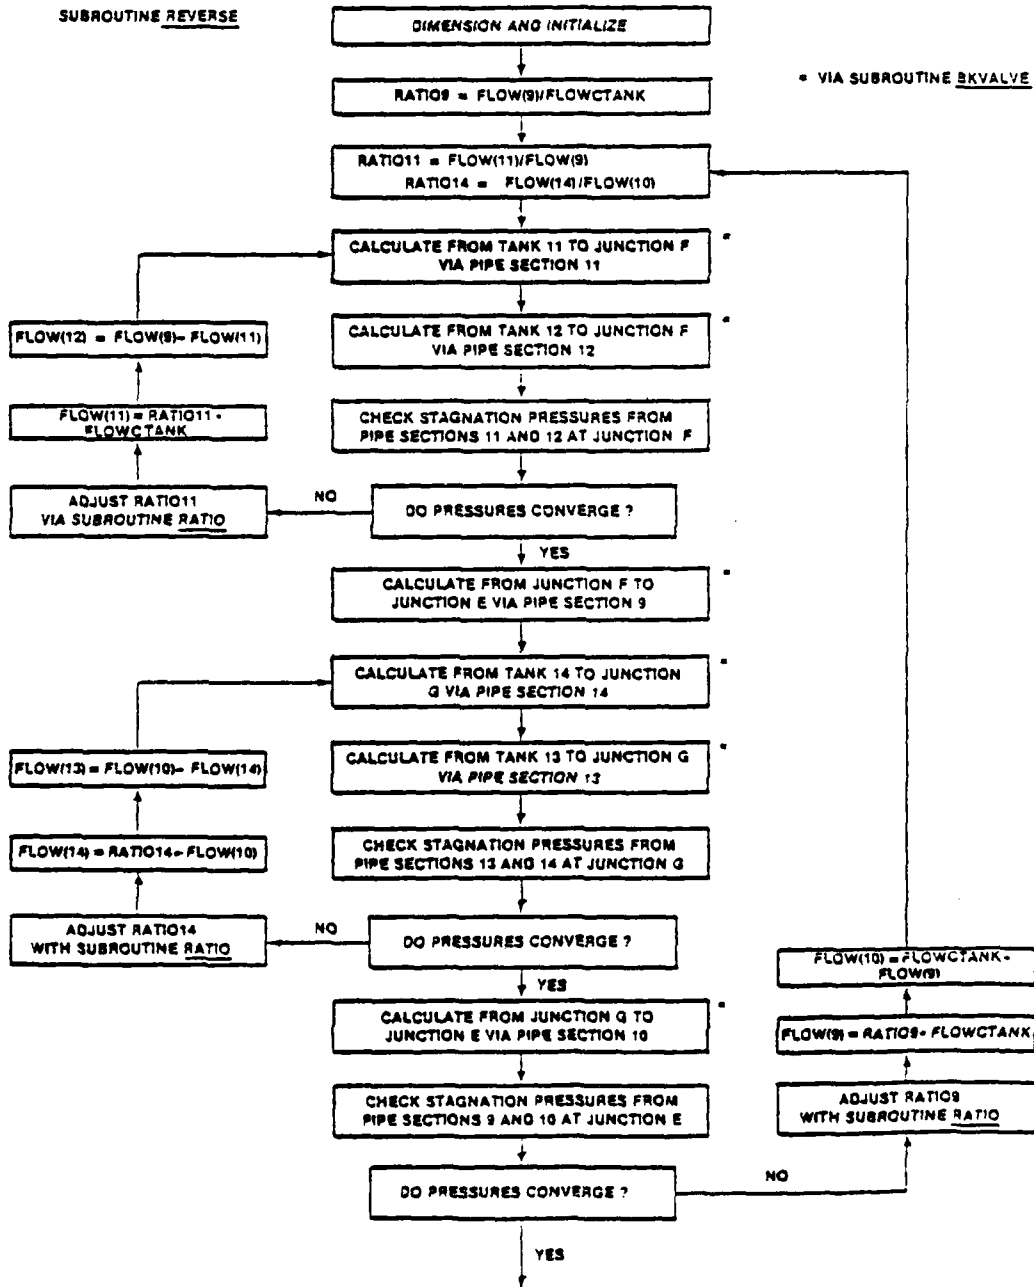 SUBROUTINE REVERSE
DIMENSION AND INITIALIZE
* VIA SUBROUTINE BKVALVE
RATIO9 = FLOW(9)/FLOWCTANK
RATIO11 = FLOW(11)/FLOW(9)
RATIO14 = FLOW(14)/FLOW(10)
CALCULATE FROM TANK 11 TO JUNCTION F
VIA PIPE SECTION 11
*
FLOW(12) = FLOW(9)- FLOW(11)
CALCULATE FROM TANK 12 TO JUNCTION F
VIA PIPE SECTION 12
*
FLOW(11) = RATIO11 *
FLOWCTANK
CHECK STAGNATION PRESSURES FROM
PIPE SECTIONS 11 AND 12 AT JUNCTION F
ADJUST RATIO11
VIA SUBROUTINE RATIO
NO
DO PRESSURES CONVERGE ?
YES
CALCULATE FROM JUNCTION F TO
JUNCTION E VIA PIPE SECTION 9
*
CALCULATE FROM TANK 14 TO JUNCTION
G VIA PIPE SECTION 14
*
FLOW(13) = FLOW(10)- FLOW(14)
CALCULATE FROM TANK 13 TO JUNCTION G
VIA PIPE SECTION 13
*
FLOW(14) = RATIO14* FLOW(10)
CHECK STAGNATION PRESSURES FROM
PIPE SECTIONS 13 AND 14 AT JUNCTION G
ADJUST RATIO14
WITH SUBROUTINE RATIO
NO
DO PRESSURES CONVERGE ?
YES
FLOW(10) = FLOWCTANK -
FLOW(9)
CALCULATE FROM JUNCTION G TO
JUNCTION E VIA PIPE SECTION 10
*
FLOW(9) = RATIO9* FLOWCTANK
CHECK STAGNATION PRESSURES FROM
PIPE SECTIONS 9 AND 10 AT JUNCTION E
ADJUST RATIO9
WITH SUBROUTINE RATIO
DO PRESSURES CONVERGE ?
NO
YES